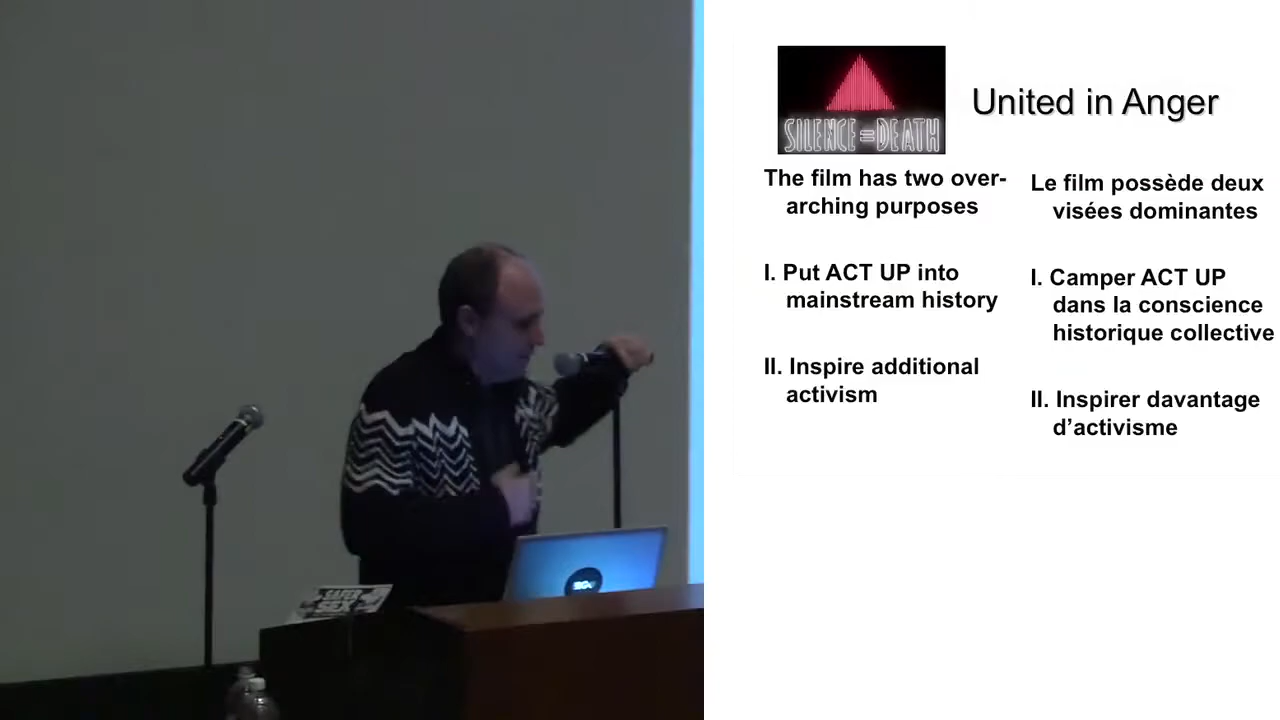 SILENCE=DEATH
United in Anger
The film has two over-
arching purposes
I. Put ACT UP into
mainstream history
II. Inspire additional
activism
Le film possède deux
visées dominantes
I. Camper ACT UP
dans la conscience
historique collective
II. Inspirer davantage
d’activisme
SAFER
SEX